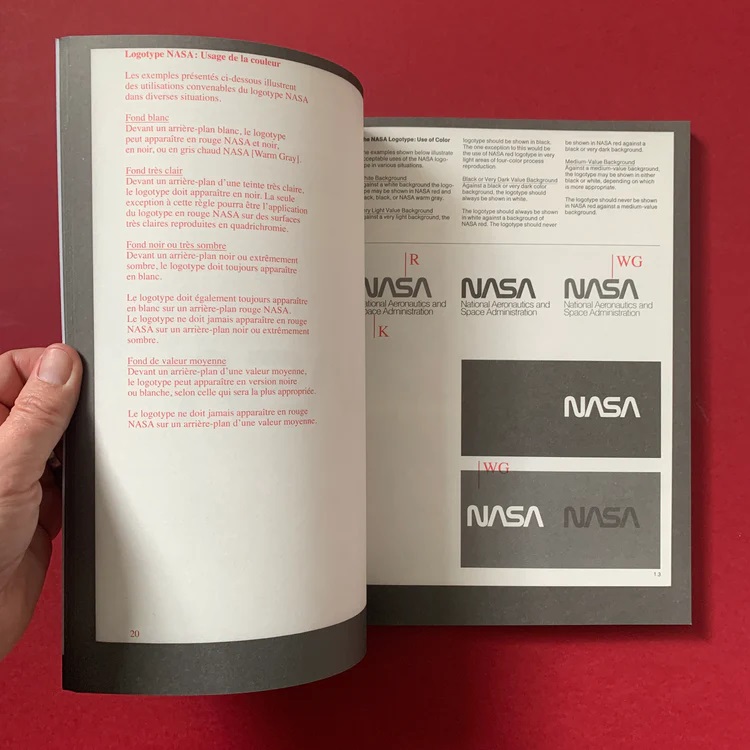 Logotype NASA : Usage de la couleur
Les exemples présentés ci-dessous illustrent
des utilisations convenables du logotype NASA
dans diverses situations.
Fond blanc
Devant un arrière-plan blanc, le logotype
peut apparaître en rouge NASA et noir,
en noir, ou en gris chaud NASA [Warm Gray].
Fond très clair
Devant un arrière-plan d'une teinte très claire,
le logotype doit apparaître en noir. La seule
exception à cette règle pourra être l'application
du logotype en rouge NASA sur des surfaces
très claires reproduites en quadrichromie.
Fond noir ou très sombre
Devant un arrière-plan noir ou extrêmement
sombre, le logotype doit toujours apparaître
en blanc.
Le logotype doit également toujours apparaître
en blanc sur un arrière-plan rouge NASA.
Le logotype ne doit jamais apparaître en rouge
NASA sur un arrière-plan noir ou extrêmement
sombre.
Fond de valeur moyenne
Devant un arrière-plan d'une valeur moyenne,
le logotype peut apparaître en version noire
ou blanche, selon celle qui sera la plus appropriée.
Le logotype ne doit jamais apparaître en rouge
NASA sur un arrière-plan d'une valeur moyenne.
20
he NASA Logotype: Use of Color
he examples shown below illustrate
cceptable uses of the NASA logo-
pe in various situations.
hite Background
gainst a white background the logo-
pe may be shown in NASA red and
ack, black, or NASA warm gray.
ery Light Value Background
gainst a very light background, the
logotype should be shown in black.
The one exception to this would be
the use of NASA red logotype in very
light areas of four-color process
reproduction.
Black or Very Dark Value Background
Against a black or very dark color
background, the logotype should
always be shown in white.
The logotype should always be shown
in white against a background of
NASA red. The logotype should never
be shown in NASA red against a
black or very dark background.
Medium-Value Background
Against a medium-value background,
the logotype may be shown in either
black or white, depending on which
is more appropriate.
The logotype should never be shown
in NASA red against a medium-value
background.
R
NASA
ational Aeronautics and
pace Administration
K
NASA
National Aeronautics and
Space Administration
WG
NASA
National Aeronautics and
Space Administration
NASA
WG
NASA NASA
1.3